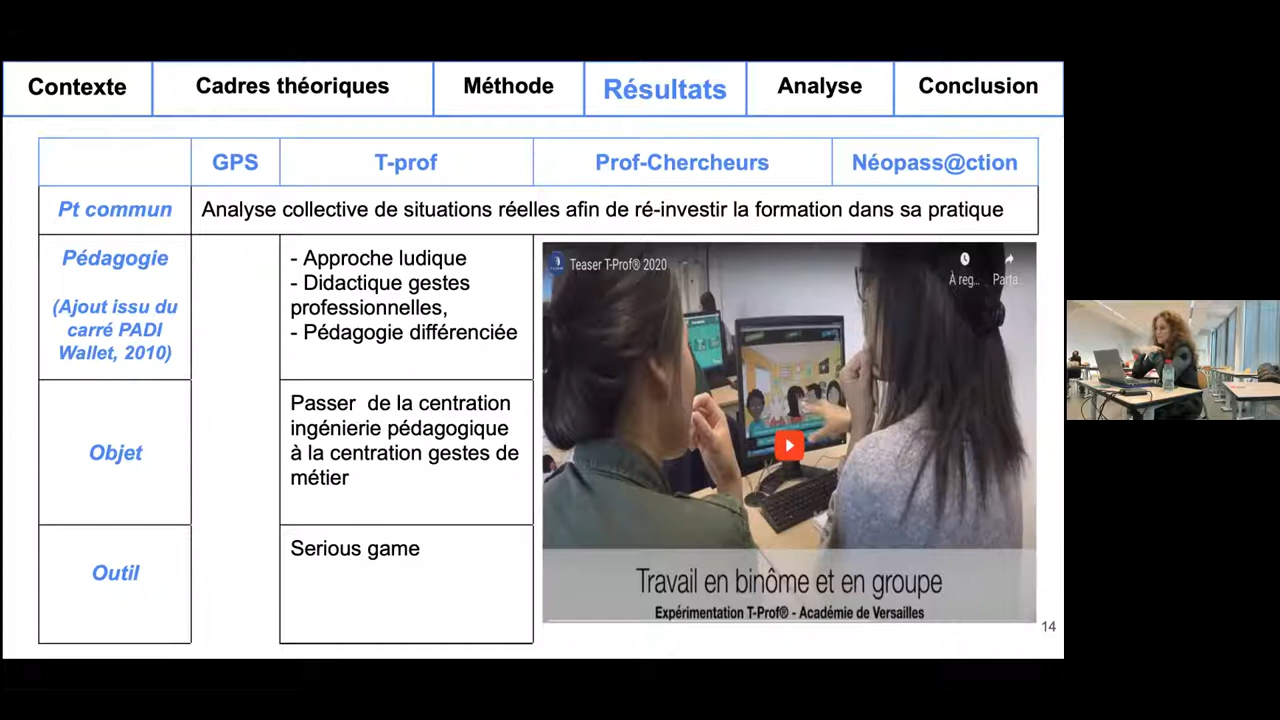 Contexte
Cadres théoriques
Méthode
Résultats
Analyse
Conclusion
GPS
T-prof
Prof-Chercheurs
Néopass@ction
Pt commun
Analyse collective de situations réelles afin de ré-investir la formation dans sa pratique
Pédagogie
(Ajout issu du
carré PADI
Wallet, 2010)
- Approche ludique
- Didactique gestes
professionnelles,
- Pédagogie différenciée
Teaser T-Prof® 2020
À reg...
Parta...
Objet
Passer de la centration
ingénierie pédagogique
à la centration gestes de
métier
Outil
Serious game
Travail en binôme et en groupe
Expérimentation T-Prof® - Académie de Versailles
14